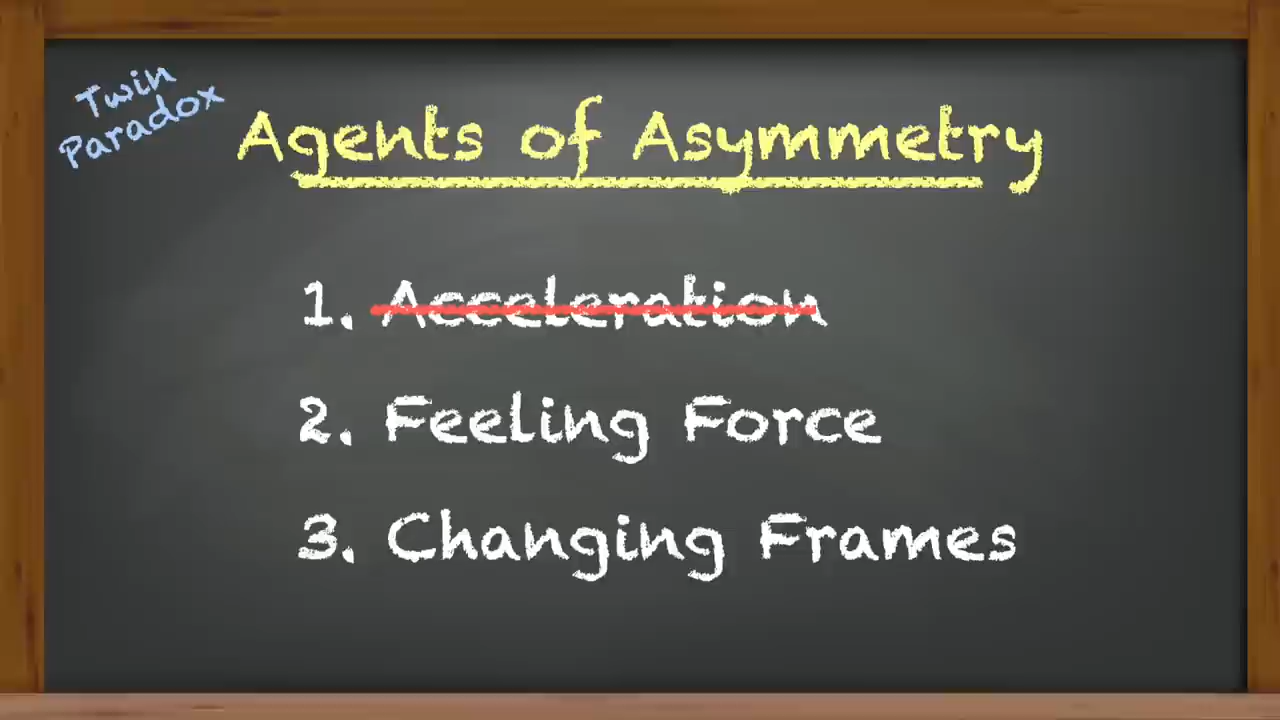 Twin
Paradox
Agents of Asymmetry
1. Acceleration
2. Feeling Force
3. Changing Frames